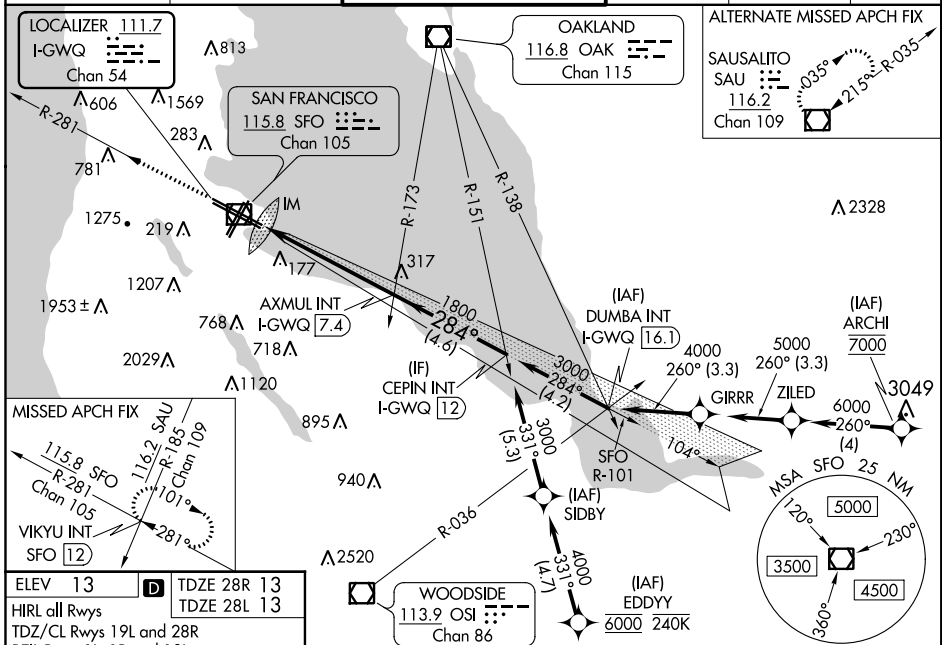 LOCALIZER 111.7
I-GWQ
Chan 54
813
OAKLAND
116.8 OAK
Chan 115
ALTERNATE MISSED APCH FIX
SAUSALITO
SAU
116.2
Chan 109
035°
215°
R-035
606
1569
R-281
SAN FRANCISCO
115.8 SFO
Chan 105
283
781
IM
R-173
R-151
R-138
1275
219
2328
177
317
1207
1953 ±
AXMUL INT
I-GWQ 7.4
1800
284°
(4.6)
(IAF)
DUMBA INT
I-GWQ 16.1
(IAF)
ARCHI
7000
768
718
2029
3000
284°
(4.2)
4000
260° (3.3)
5000
260° (3.3)
GIRRR
ZILED
3049
6000
260°
(4)
(IF)
CEPIN INT
I-GWQ 12
1120
895
3000
331°
(5.3)
SFO
R-101
104°
MISSED APCH FIX
116.2 SAU
R-185
Chan 109
115.8 SFO
R-281
Chan 105
101°
281°
VIKYU INT
SFO 12
940
(IAF)
SIDBY
R-036
MSA SFO 25 NM
120°
5000
230°
3500
4500
360°
2520
4000
331°
(4.7)
(IAF)
EDDYY
6000 240K
WOODSIDE
113.9 OSI
Chan 86
ELEV 13
D
TDZE 28R 13
TDZE 28L 13
HIRL all Rwys
TDZ/CL Rwys 19L and 28R